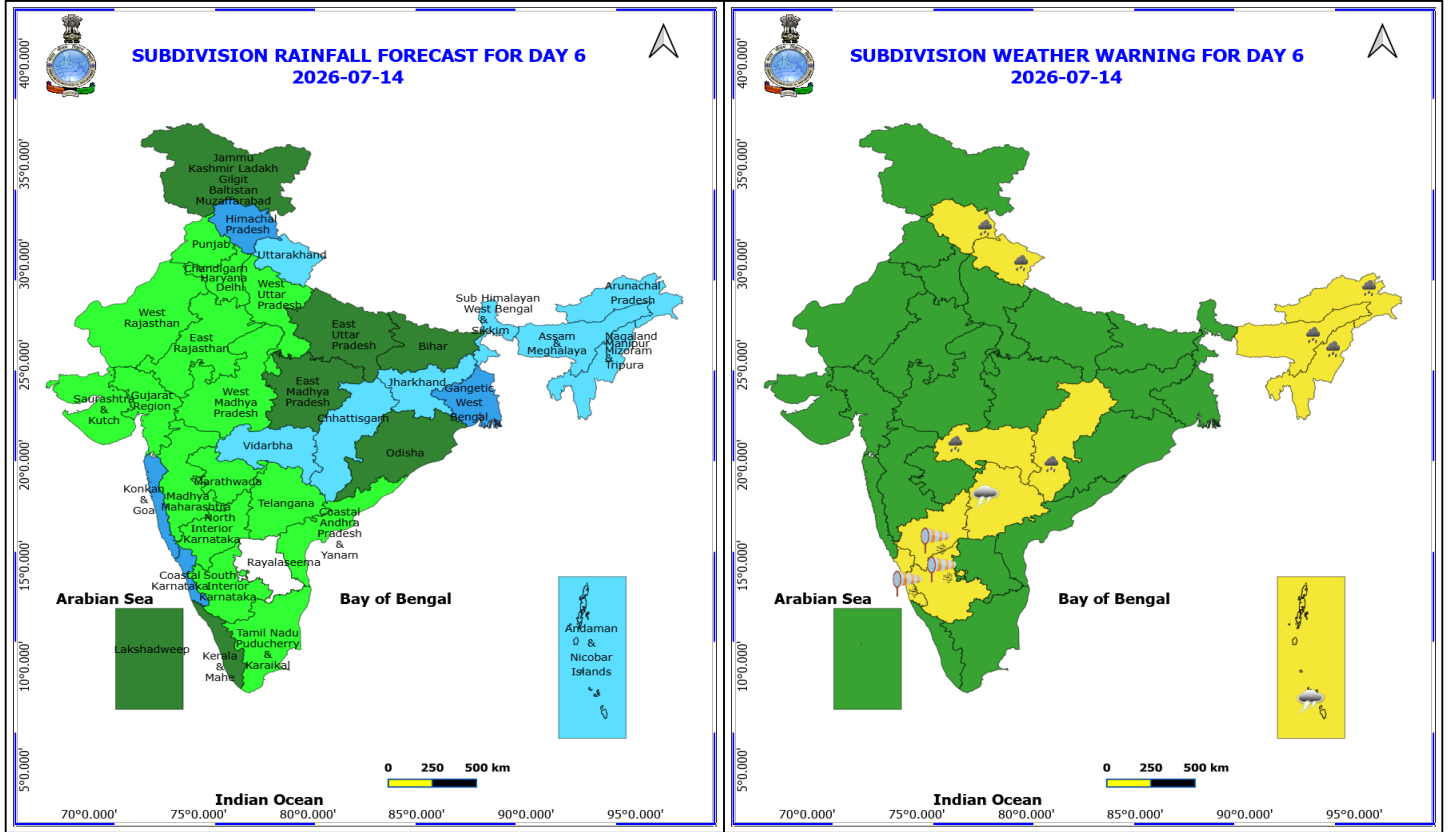 SUBDIVISION RAINFALL FORECAST FOR DAY 6
2026-07-14
40°0.000'
35°0.000'
30°0.000'
25°0.000'
20°0.000'
15°0.000'
10°0.000'
5°0.000'
Jammu
Kashmir Ladakh
Gilgit
Baltistan
Muzaffarabad
Himachal
Pradesh
Punjab
Uttarakhand
Chandigarh
Haryana
Delhi
West
Uttar
Pradesh
Arunachal
Pradesh
Sub Himalayan
West Bengal
&
Sikkim
West
Rajasthan
East
Rajasthan
East
Uttar
Pradesh
Bihar
Assam
&
Meghalaya
Nagaland
Manipur
Mizoram
&
Tripura
Saurashtra
&
Kutch
Gujarat
Region
West
Madhya
Pradesh
East
Madhya
Pradesh
Jharkhand
Gangetic
West
Bengal
Chhattisgarh
Vidarbha
Odisha
Konkan
&
Goa
Marathwada
Madhya
Maharashtra
North
Interior
Karnataka
Telangana
Coastal
Andhra
Pradesh
&
Yanam
Rayalaseema
Coastal
Karnataka
South
Interior
Karnataka
Arabian Sea
Bay of Bengal
Lakshadweep
Kerala
&
Mahe
Tamil Nadu
Puducherry
&
Karaikal
Andaman
&
Nicobar
Islands
0 250 500 km
Indian Ocean
70°0.000' 75°0.000' 80°0.000' 85°0.000' 90°0.000' 95°0.000'
SUBDIVISION WEATHER WARNING FOR DAY 6
2026-07-14
40°0.000'
35°0.000'
30°0.000'
25°0.000'
20°0.000'
15°0.000'
10°0.000'
5°0.000'
Arabian Sea
Bay of Bengal
0 250 500 km
Indian Ocean
70°0.000' 75°0.000' 80°0.000' 85°0.000' 90°0.000' 95°0.000'